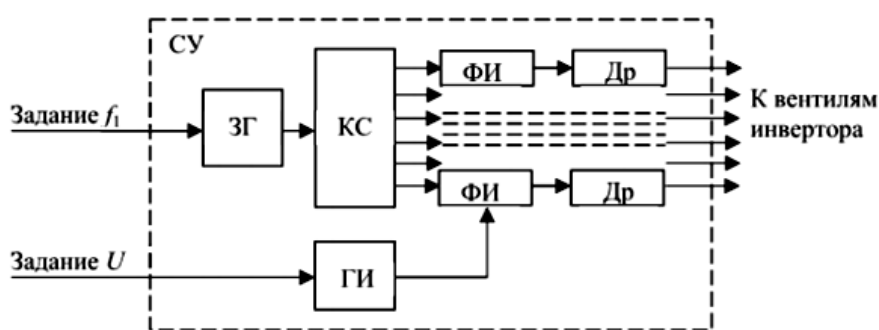 СУ
ФИ
Др
Задание f₁
ЗГ
КС
К вентилям
инвертора
ФИ
Др
Задание U
ГИ